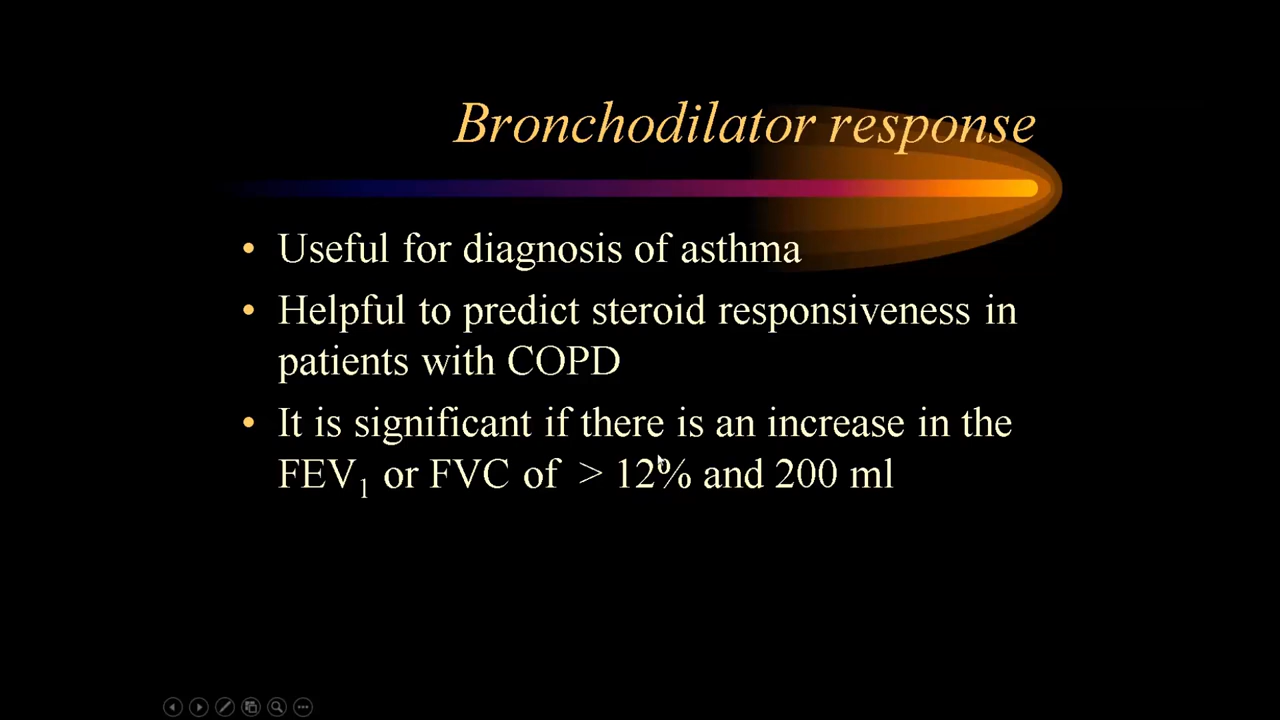 Bronchodilator response
• Useful for diagnosis of asthma
• Helpful to predict steroid responsiveness in
patients with COPD
• It is significant if there is an increase in the
FEV₁ or FVC of > 12% and 200 ml